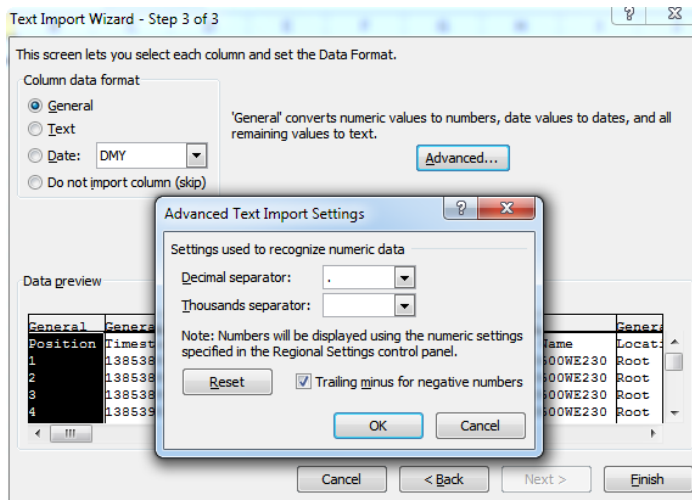 Text Import Wizard - Step 3 of 3
This screen lets you select each column and set the Data Format.
Column data format
General
Text
Date: DMY
Do not import column (skip)
'General' converts numeric values to numbers, date values to dates, and all
remaining values to text.
Advanced...
Advanced Text Import Settings
Settings used to recognize numeric data
Decimal separator: .
Thousands separator:
Note: Numbers will be displayed using the numeric settings
specified in the Regional Settings control panel.
Reset
Trailing minus for negative numbers
OK Cancel
Data preview
General
Position
1 Root
2 Root
3 Root
4 Root
Cancel < Back Next > Finish